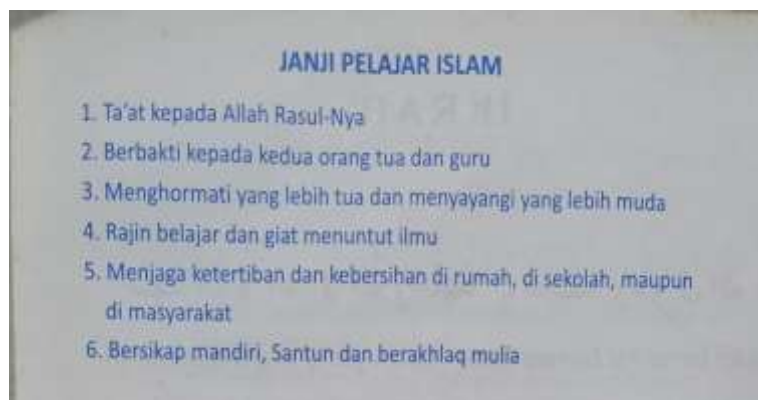 JANJI PELAJAR ISLAM
1. Ta'at kepada Allah Rasul-Nya
2. Berbakti kepada kedua orang tua dan guru
3. Menghormati yang lebih tua dan menyayangi yang lebih muda
4. Rajin belajar dan giat menuntut ilmu
5. Menjaga ketertiban dan kebersihan di rumah, di sekolah, maupun
di masyarakat
6. Bersikap mandiri, Santun dan berakhlaq mulia